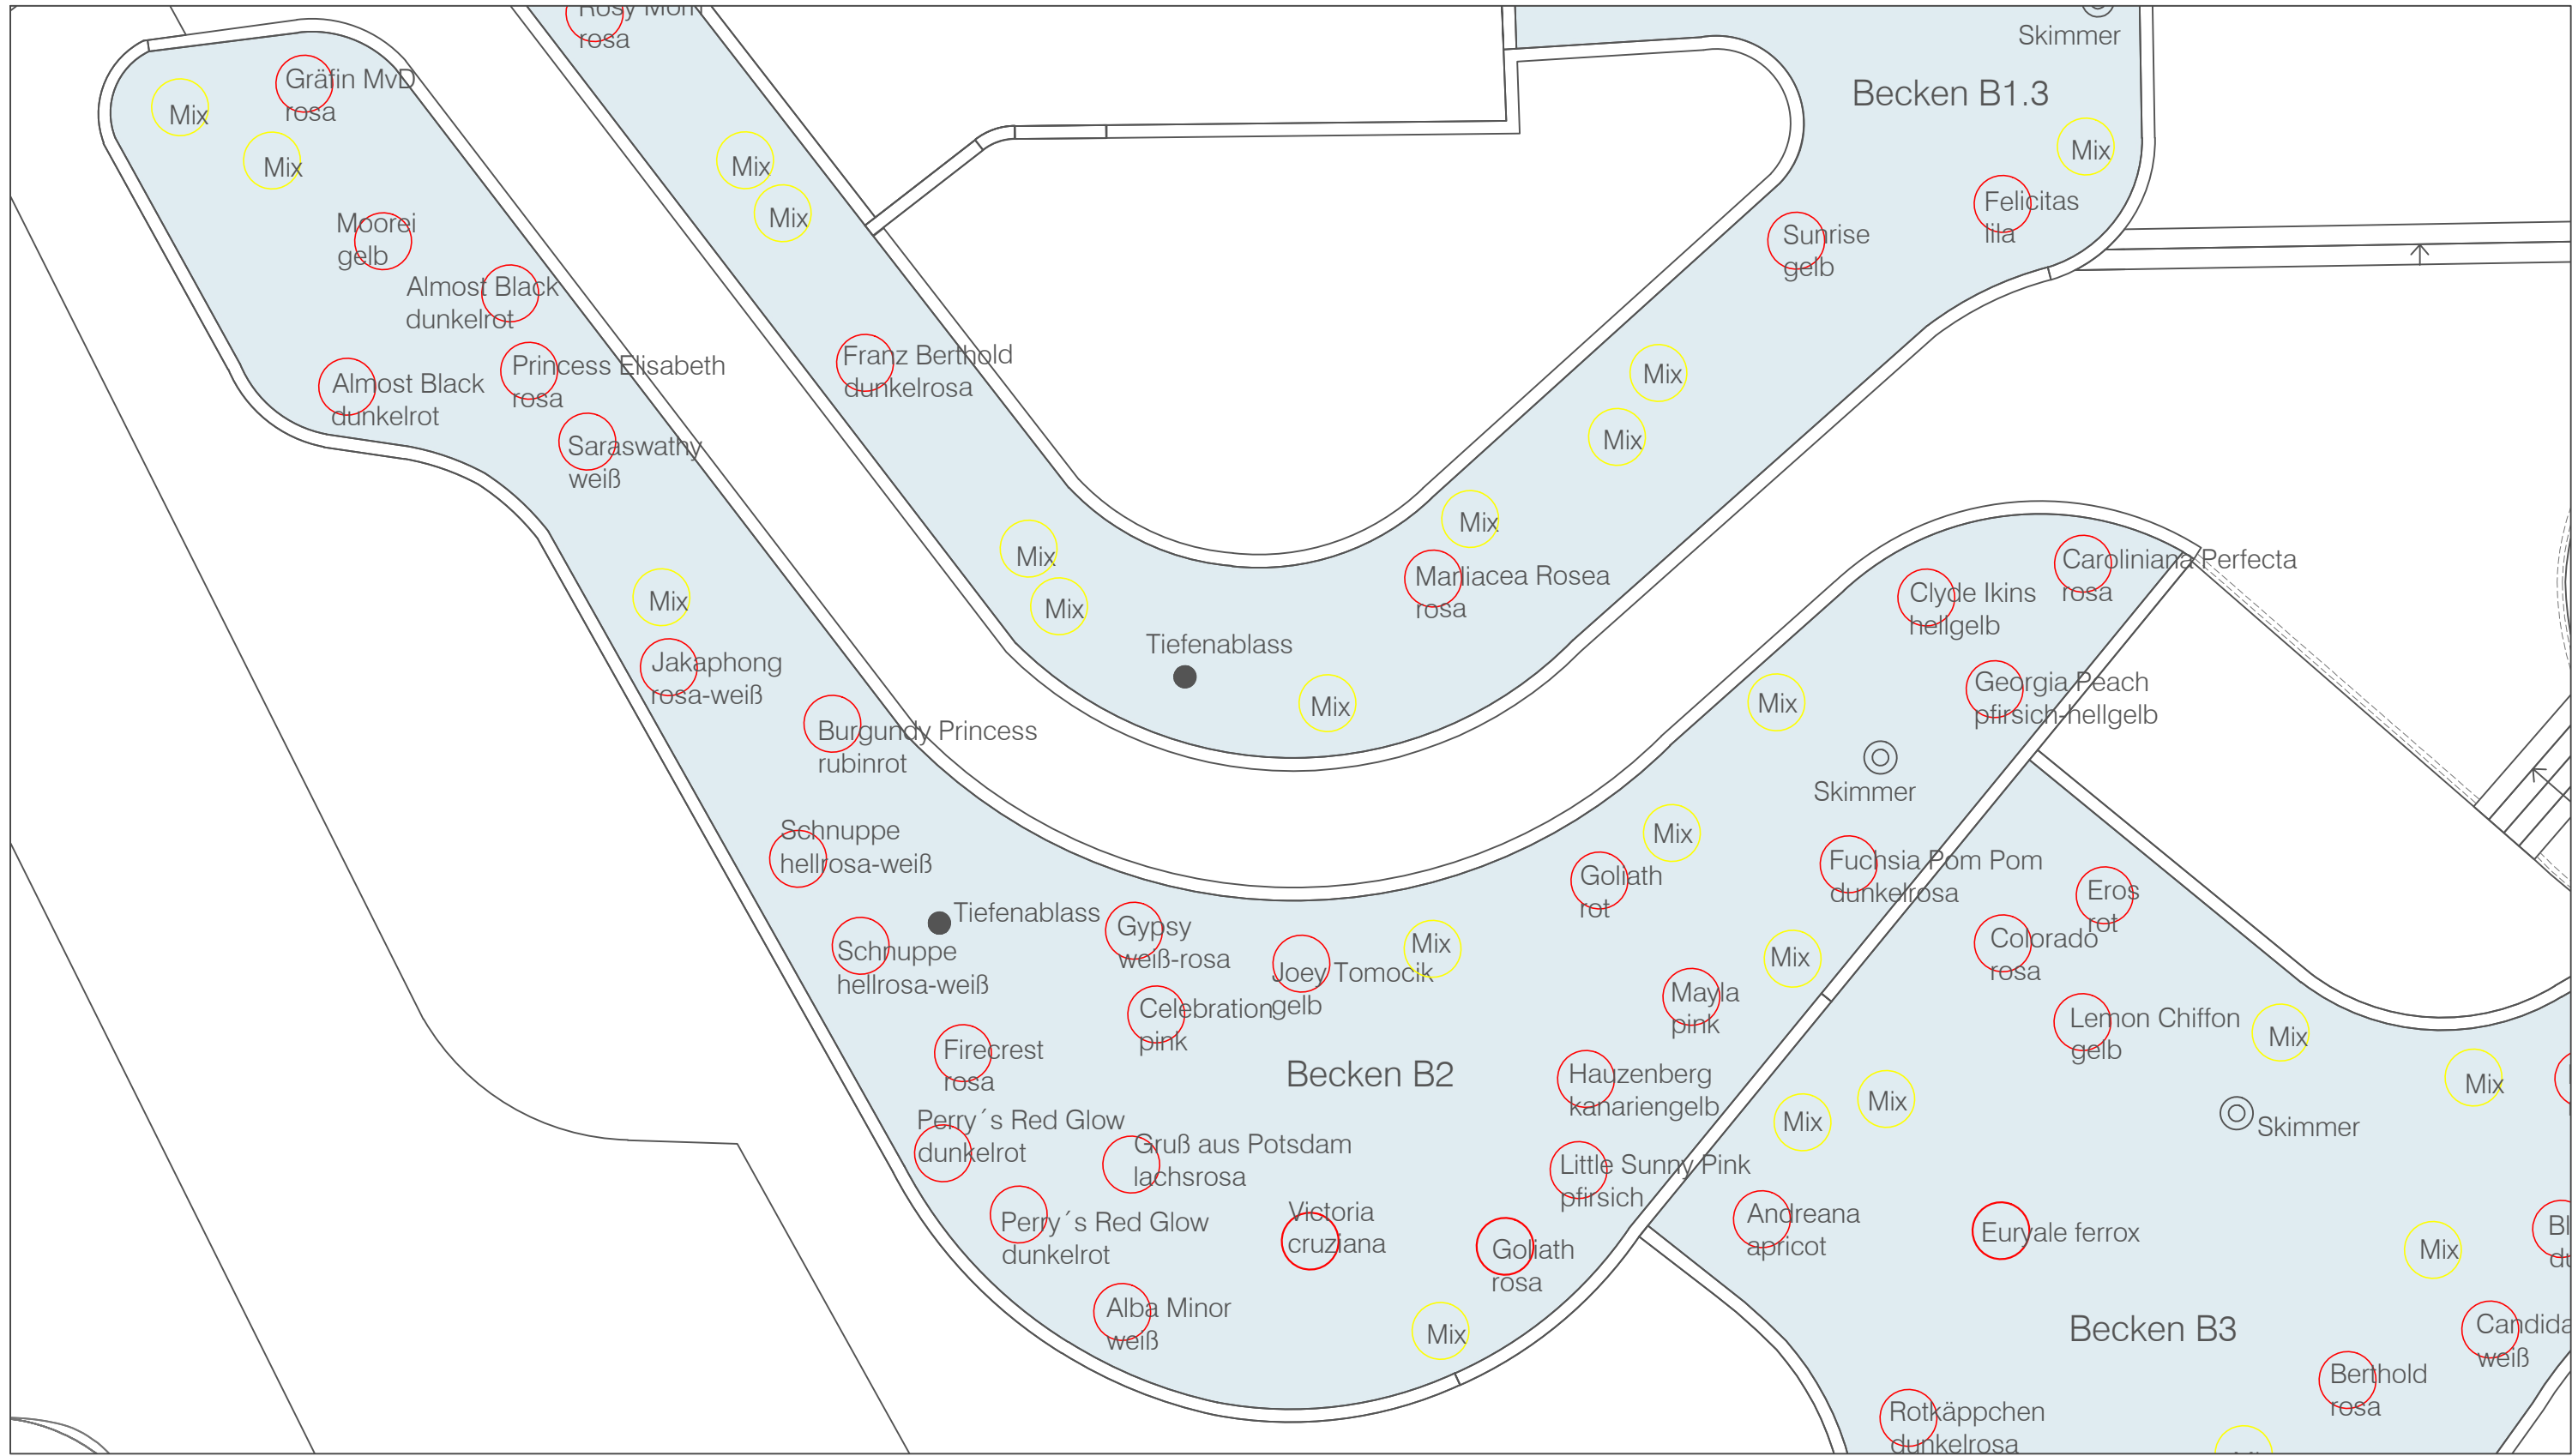 Rosy Morn
rosa
Skimmer
Becken B1.3
Gräfin MvD
rosa
Mix
Mix
Mix
Mix
Mix
Felicitas
lila
Sunrise
gelb
Moorei
gelb
Almost Black
dunkelrot
Princess Elisabeth
rosa
Almost Black
dunkelrot
Saraswathy
weiß
Franz Berthold
dunkelrosa
Mix
Mix
Mix
Mix
Mix
Marliacea Rosea
rosa
Tiefenablass
Mix
Mix
Jakaphong
rosa-weiß
Burgundy Princess
rubinrot
Caroliniana Perfecta
rosa
Clyde Ikins
hellgelb
Georgia Peach
pfirsich-hellgelb
Mix
Skimmer
Schnuppe
hellrosa-weiß
Mix
Goliath
rot
Fuchsia Pom Pom
dunkelrosa
Eros
rot
Colorado
rosa
Tiefenablass
Schnuppe
hellrosa-weiß
Gypsy
weiß-rosa
Joey Tomocik
gelb
Mix
Mix
Mayla
pink
Celebration
pink
Lemon Chiffon
gelb
Mix
Mix
Firecrest
rosa
Becken B2
Hauzenberg
kanariengelb
Mix
Mix
Skimmer
Perry´s Red Glow
dunkelrot
Gruß aus Potsdam
lachsrosa
Little Sunny Pink
pfirsich
Perry´s Red Glow
dunkelrot
Victoria
cruziana
Goliath
rosa
Andreana
apricot
Euryale ferrox
Mix
Alba Minor
weiß
Mix
Becken B3
Candida
weiß
Berthold
rosa
Rotkäppchen
dunkelrosa